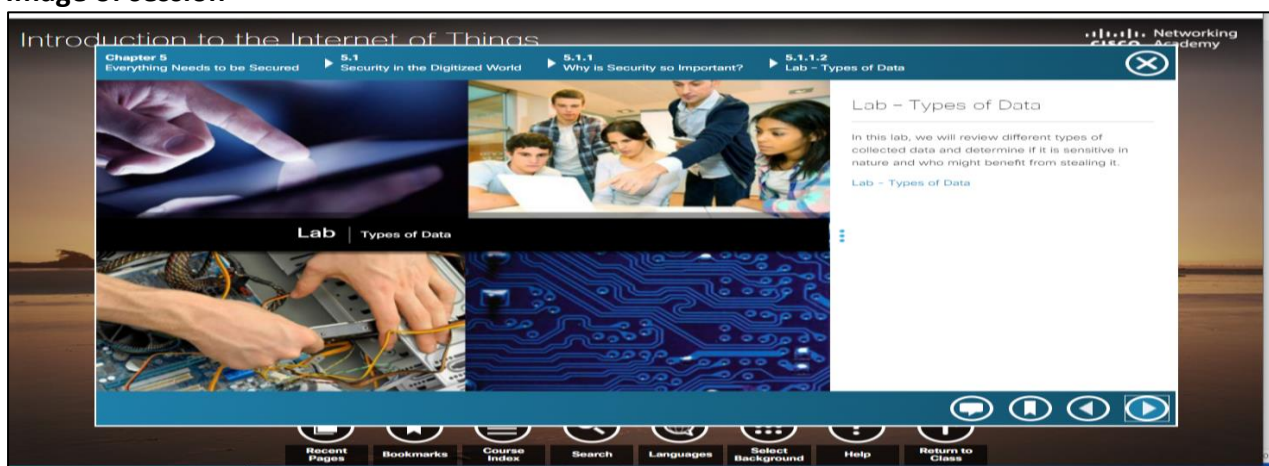 Image of session
Introduction to the Internet of Things
Networking
CISCO Academy
Chapter 5
Everything Needs to be Secured
5.1
Security in the Digitized World
5.1.1
Why is Security so Important?
5.1.1.2
Lab – Types of Data
Lab – Types of Data
In this lab, we will review different types of
collected data and determine if it is sensitive in
nature and who might benefit from stealing it.
Lab - Types of Data
Lab | Types of Data
Recent
Pages
Bookmarks
Course
Index
Search
Languages
Select
Background
Help
Return to
Class